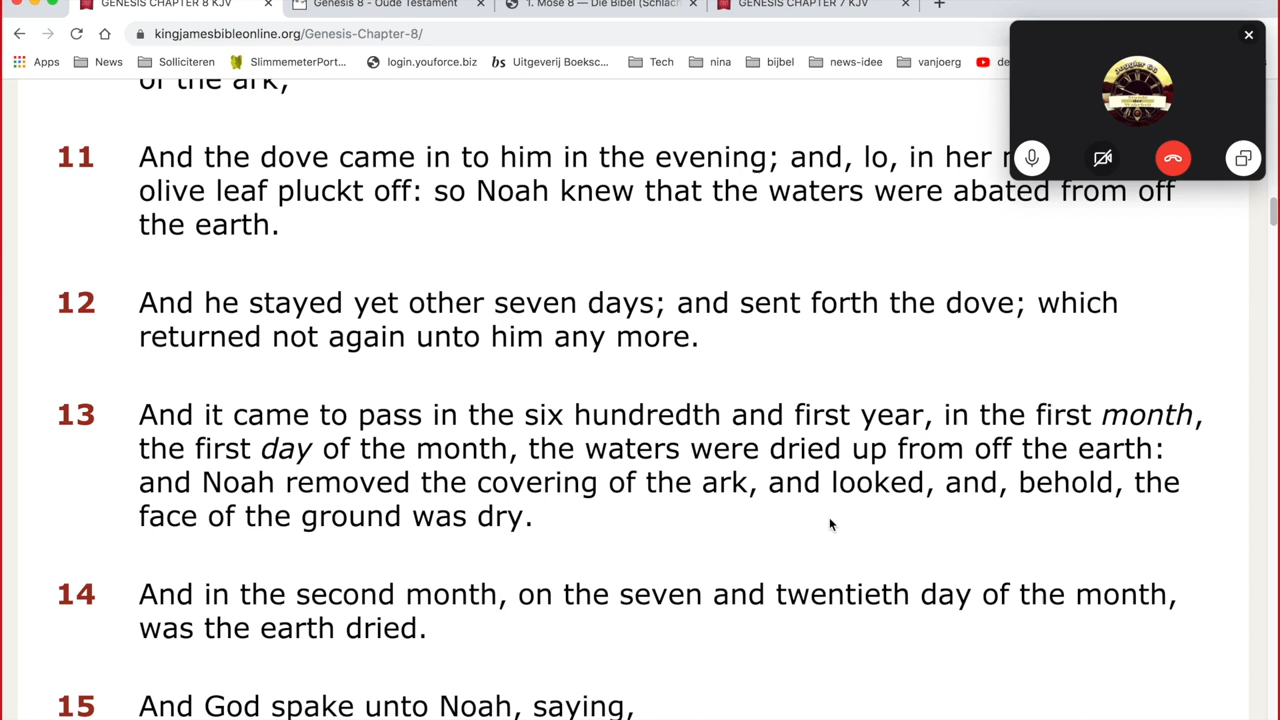 GENESIS CHAPTER 8 KJV
Genesis 8 - Oude Testament
1. Mose 8 — Die Bibel (Schlach
GENESIS CHAPTER 7 KJV
kingjamesbibleonline.org/Genesis-Chapter-8/
Apps News Solliciteren SlimmemeterPort... login.youforce.biz Uitgeverij Boeksc... Tech nina bijbel news-idee vanjoerg de
of the ark;
11 And the dove came in to him in the evening; and, lo, in her
olive leaf pluckt off: so Noah knew that the waters were abated from off
the earth.
12 And he stayed yet other seven days; and sent forth the dove; which
returned not again unto him any more.
13 And it came to pass in the six hundredth and first year, in the first month,
the first day of the month, the waters were dried up from off the earth:
and Noah removed the covering of the ark, and looked, and, behold, the
face of the ground was dry.
14 And in the second month, on the seven and twentieth day of the month,
was the earth dried.
15 And God spake unto Noah, saying,